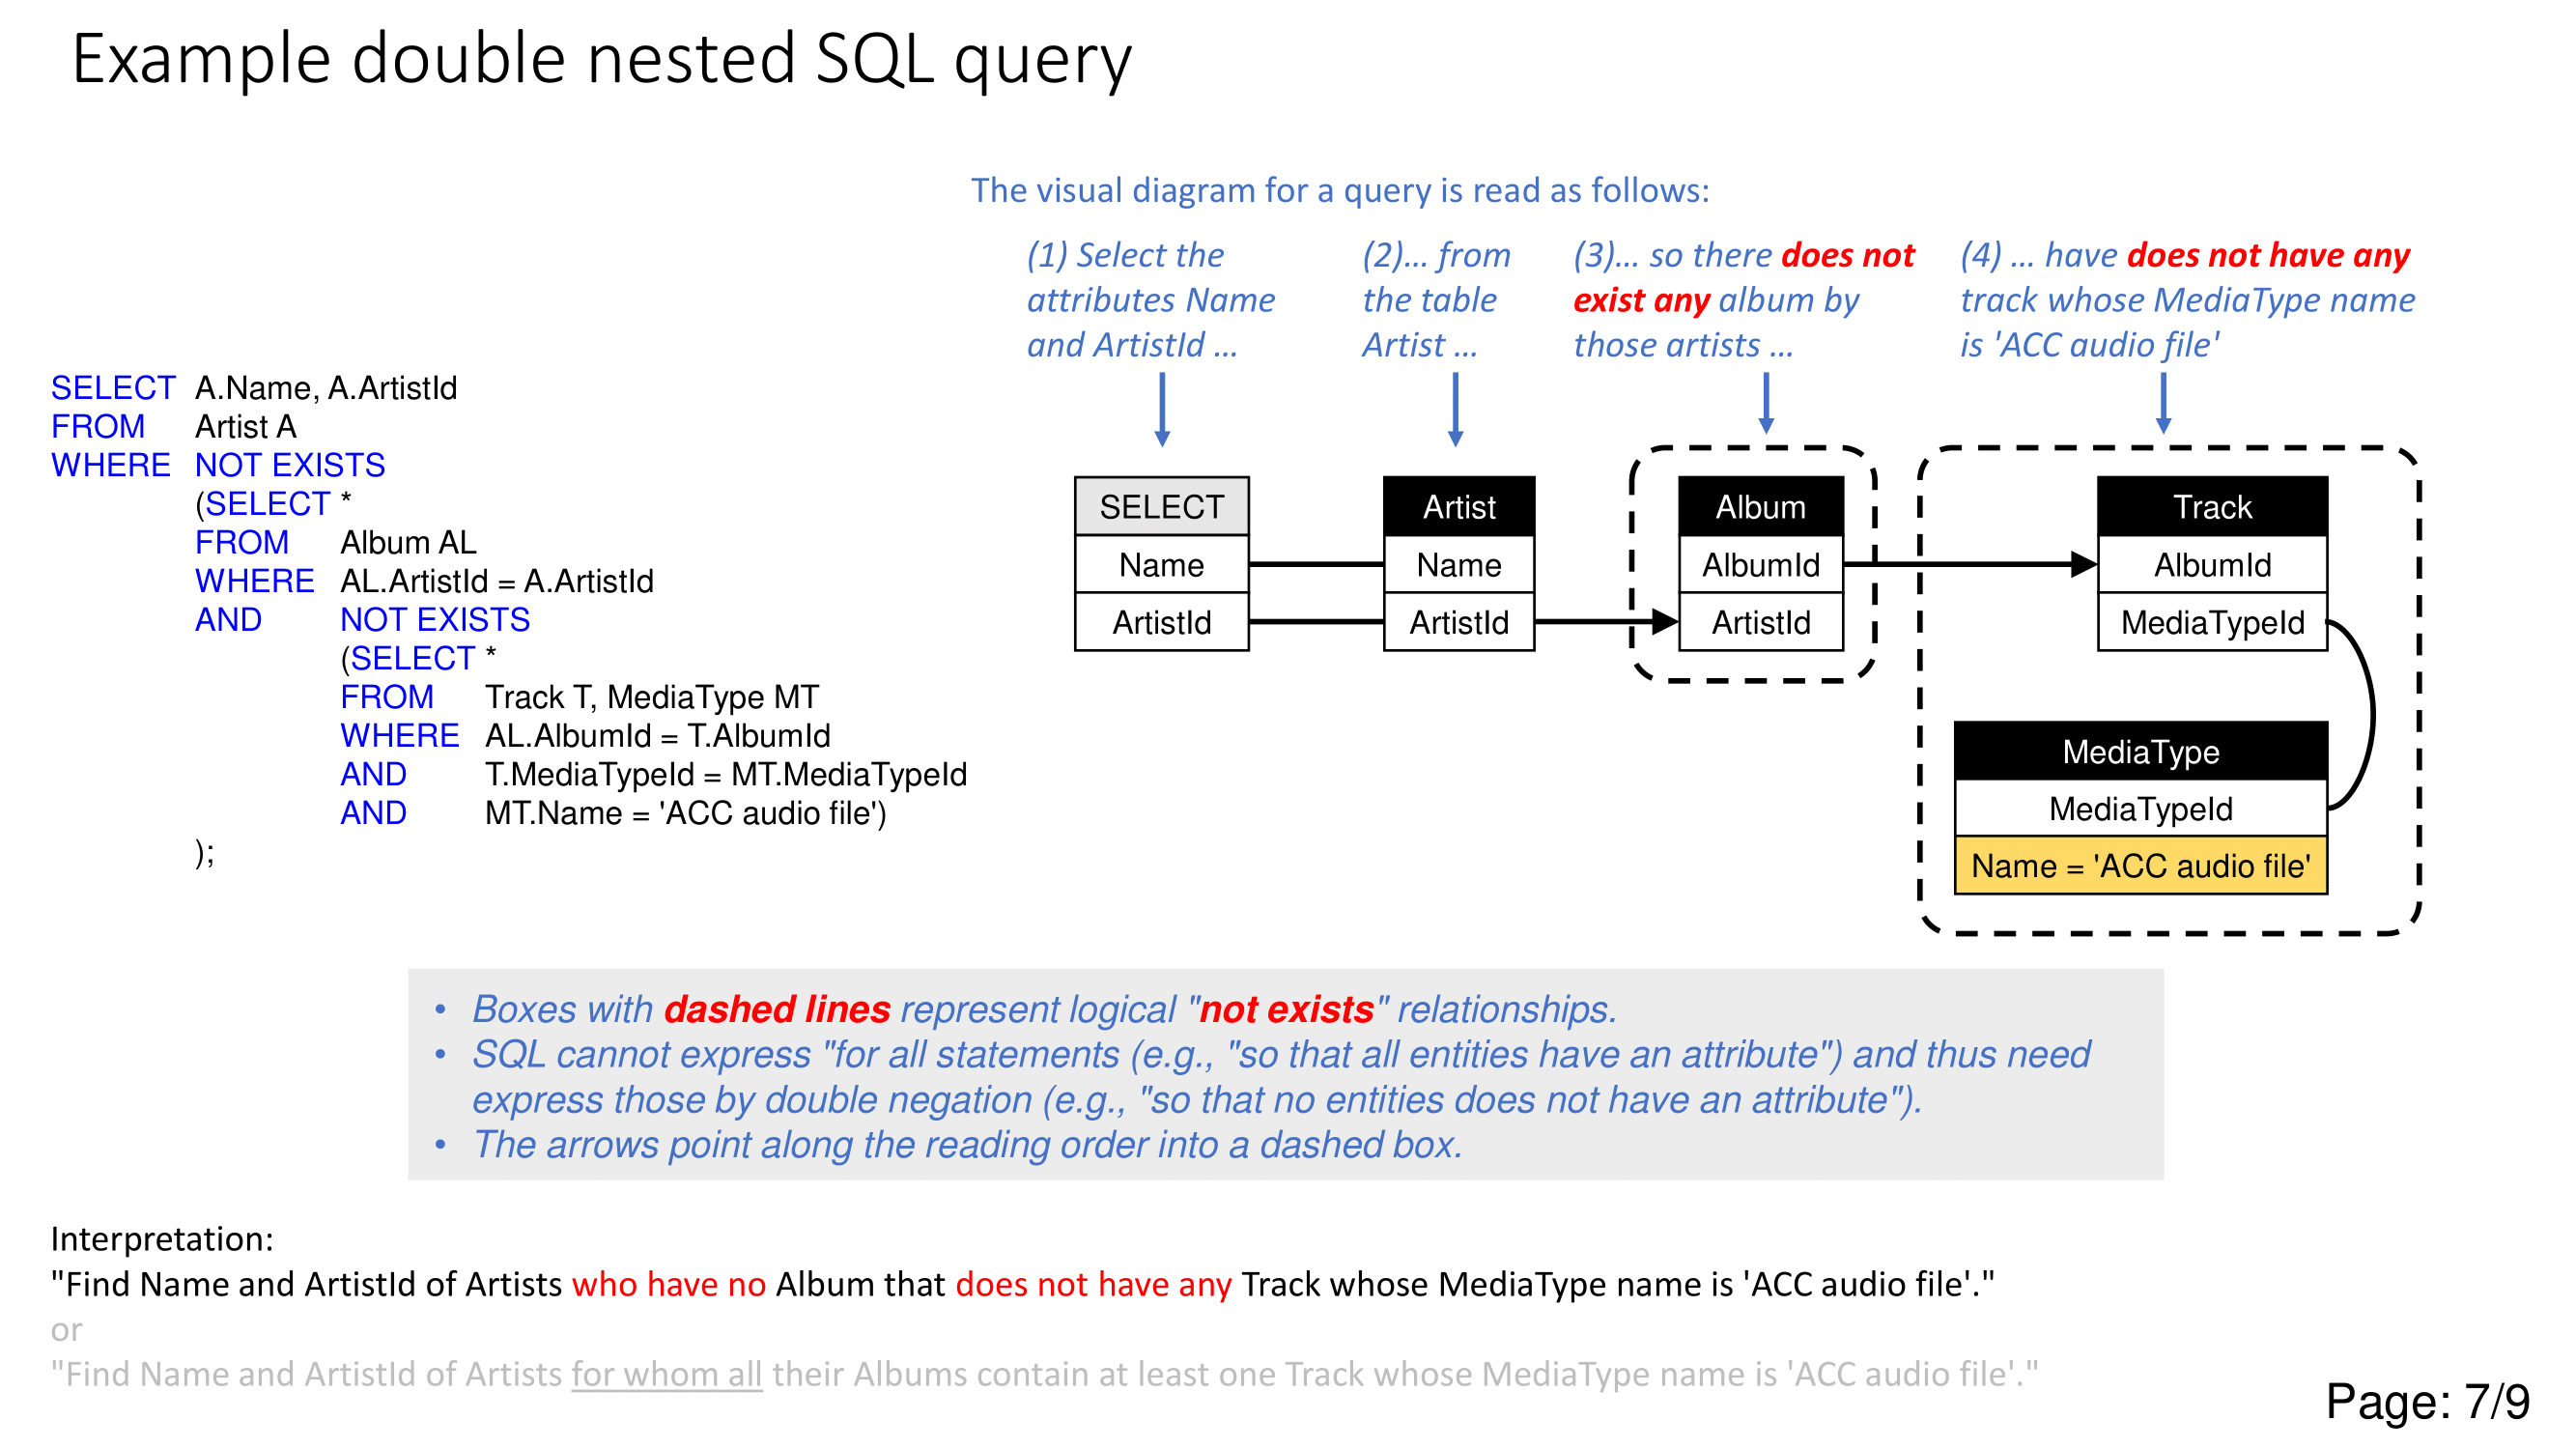 Example double nested SQL query
The visual diagram for a query is read as follows:
(1) Select the
attributes Name
and ArtistId ...
(2)... from
the table
Artist ...
(3)... so there does not
exist any album by
those artists ...
(4) ... have does not have any
track whose MediaType name
is 'ACC audio file'
SELECT A.Name, A.ArtistId
FROM Artist A
WHERE NOT EXISTS
(SELECT *
FROM Album AL
WHERE AL.ArtistId = A.ArtistId
AND NOT EXISTS
(SELECT *
FROM Track T, MediaType MT
WHERE AL.AlbumId = T.AlbumId
AND T.MediaTypeId = MT.MediaTypeId
AND MT.Name = 'ACC audio file')
);
SELECT
Name
ArtistId
Artist
Name
ArtistId
Album
AlbumId
ArtistId
Track
AlbumId
MediaTypeId
MediaType
MediaTypeId
Name = 'ACC audio file'
• Boxes with dashed lines represent logical "not exists" relationships.
• SQL cannot express "for all statements (e.g., "so that all entities have an attribute") and thus need
express those by double negation (e.g., "so that no entities does not have an attribute").
• The arrows point along the reading order into a dashed box.
Interpretation:
"Find Name and ArtistId of Artists who have no Album that does not have any Track whose MediaType name is 'ACC audio file'."
or
"Find Name and ArtistId of Artists for whom all their Albums contain at least one Track whose MediaType name is 'ACC audio file'."
Page: 7/9